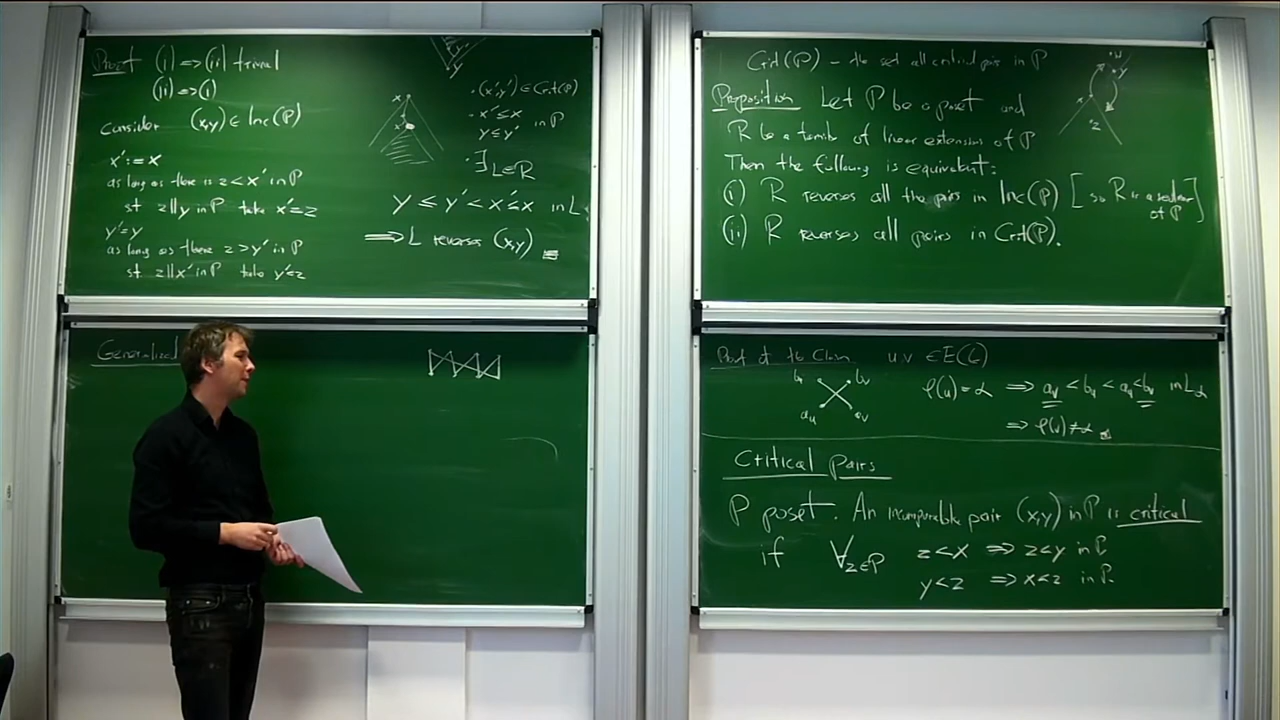 Proof (i) ⟹ (ii) trivial
(ii) ⟹ (i)
Consider (x,y) ∈ Inc(P)
x' := x
as long as there is z < x' in P
st z||y in P take x' = z
y' = y
as long as there z > y' in P
st z||x' in P take y' = z
y
x
x'
• (x',y') ∈ Crit(P)
• x' ≤ x
y ≤ y' in P
• ∃ L∈R
y ≤ y' < x' ≤ x in L
⟹ L reverses (x,y)
Generalized
Crit(P) – the set all critical pairs in P
Proposition Let P be a poset and
R be a family of linear extensions of P
Then the following is equivalent:
(i) R reverses all the pairs in Inc(P) [so R is a realizer of P]
(ii) R reverses all pairs in Crit(P).
w
y
x
z
Proof of the Claim u,v ∈ E(G)
b_u b_v
a_u a_v
φ(u) = α ⟹ a_v < b_u < a_u < b_v in L_α
⟹ φ(v) ≠ α
Critical pairs
P poset. An incomparable pair (x,y) in P is critical
if ∀ z∈P z < x ⟹ z < y in P
y < z ⟹ x < z in P.